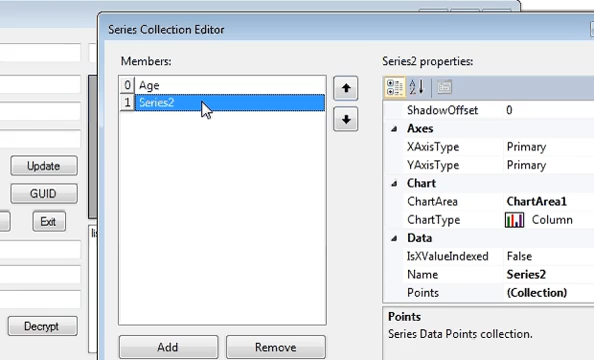 Series Collection Editor
Members:
Series2 properties:
0 Age
1 Series2
ShadowOffset 0
Axes
XAxisType Primary
YAxisType Primary
Chart
ChartArea ChartArea1
ChartType Column
Data
IsXValueIndexed False
Name Series2
Points (Collection)
Points
Series Data Points collection.
Add
Remove
Update
GUID
Exit
Decrypt